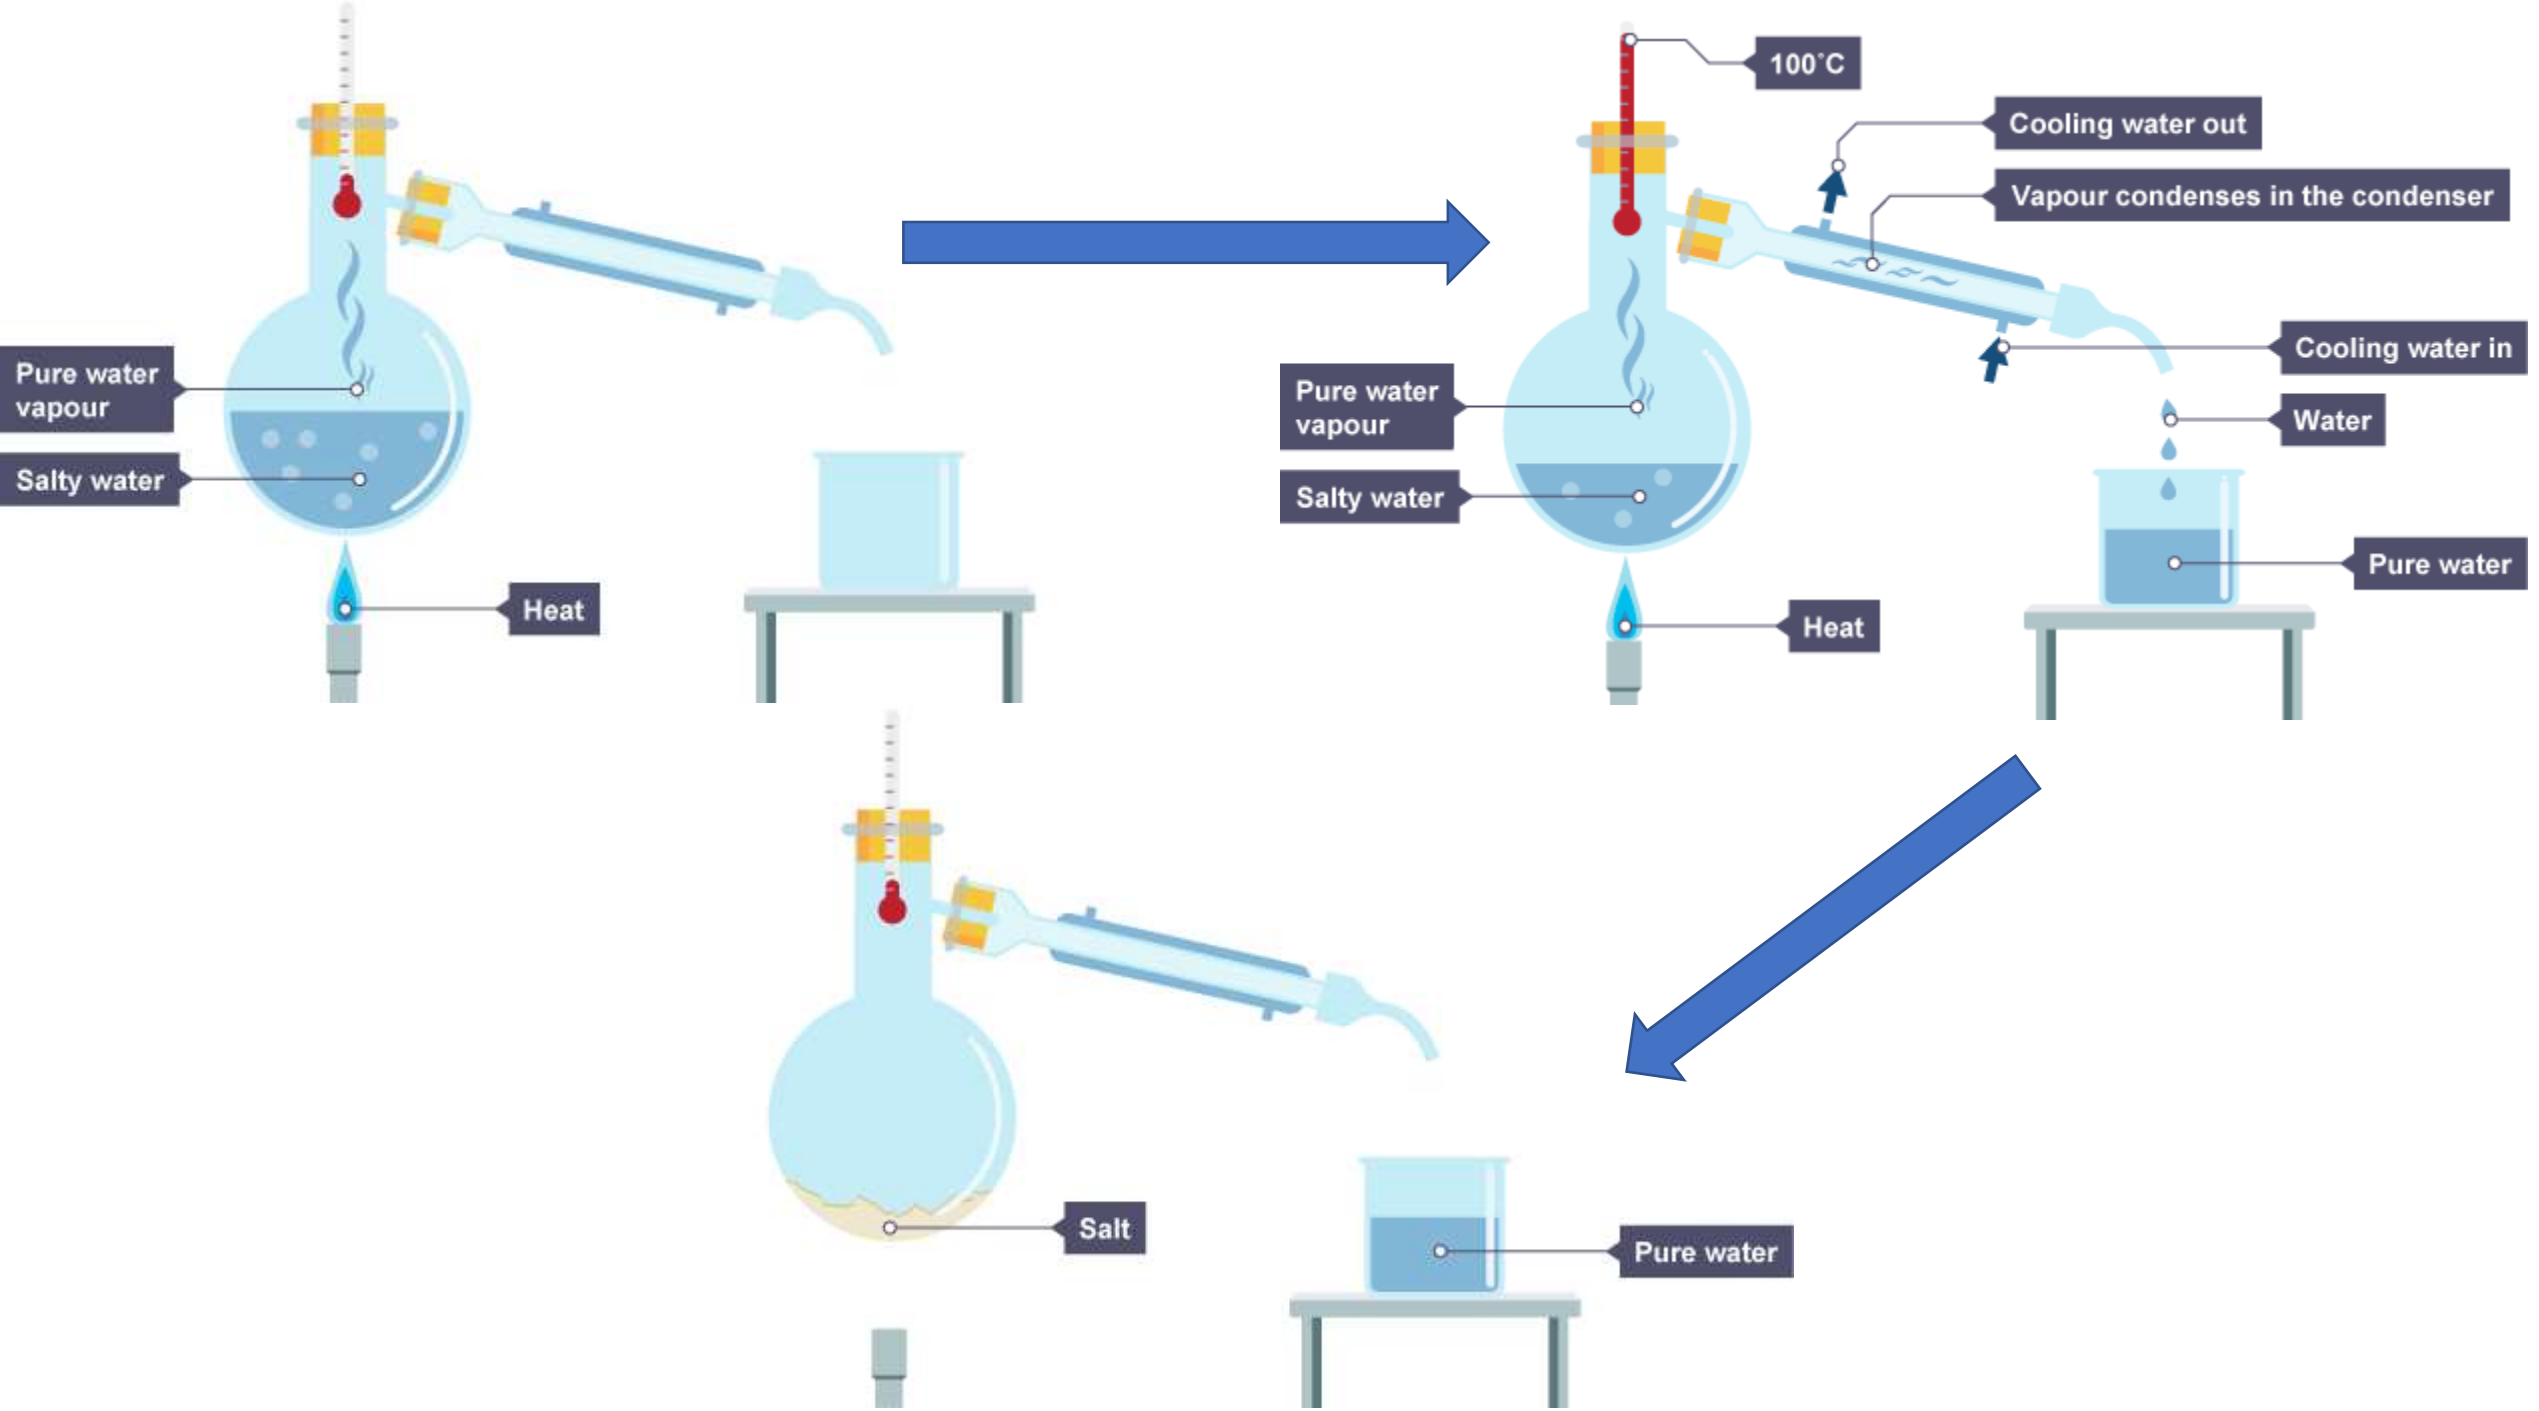 Pure water
vapour
Salty water
Heat
100°C
Cooling water out
Vapour condenses in the condenser
Cooling water in
Pure water
vapour
Water
Salty water
Pure water
Heat
Salt
Pure water